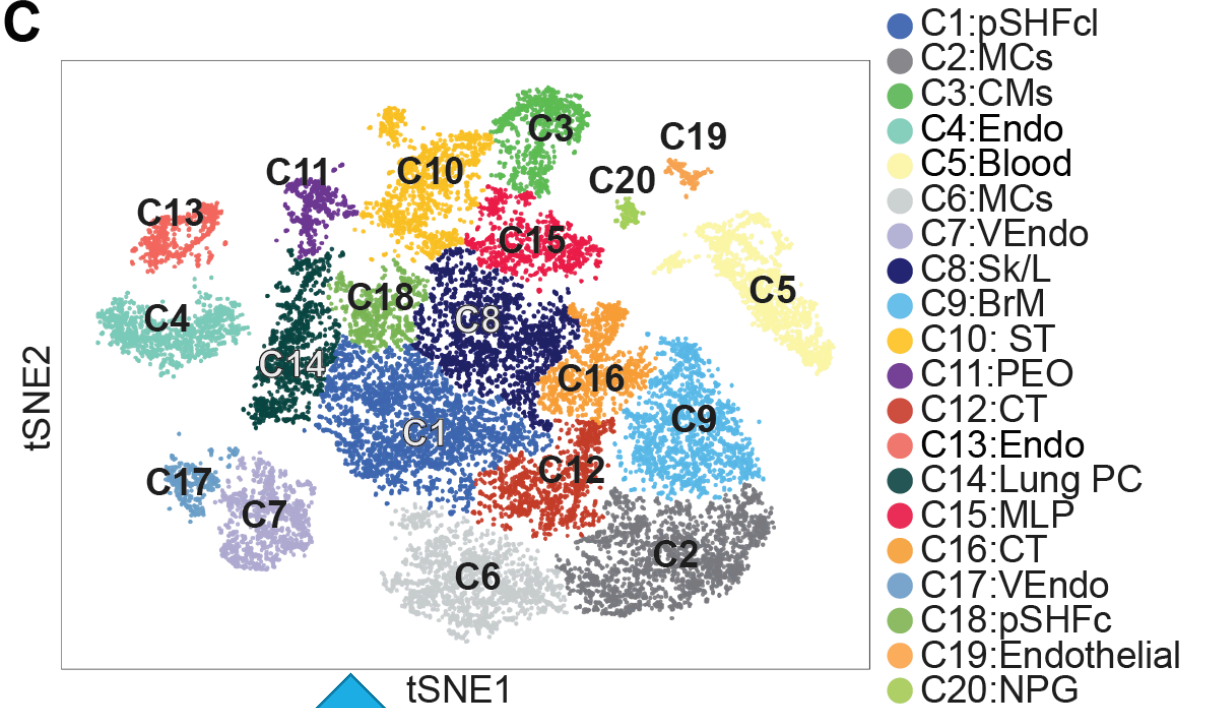 C
C3
C19
C11
C10
C20
C13
C15
C5
C18
C4
C8
C14
C16
C9
C1
C12
C17
C7
C2
C6
tSNE2
tSNE1
C1:pSHFcl
C2:MCs
C3:CMs
C4:Endo
C5:Blood
C6:MCs
C7:VEndo
C8:Sk/L
C9:BrM
C10: ST
C11:PEO
C12:CT
C13:Endo
C14:Lung PC
C15:MLP
C16:CT
C17:VEndo
C18:pSHFc
C19:Endothelial
C20:NPG